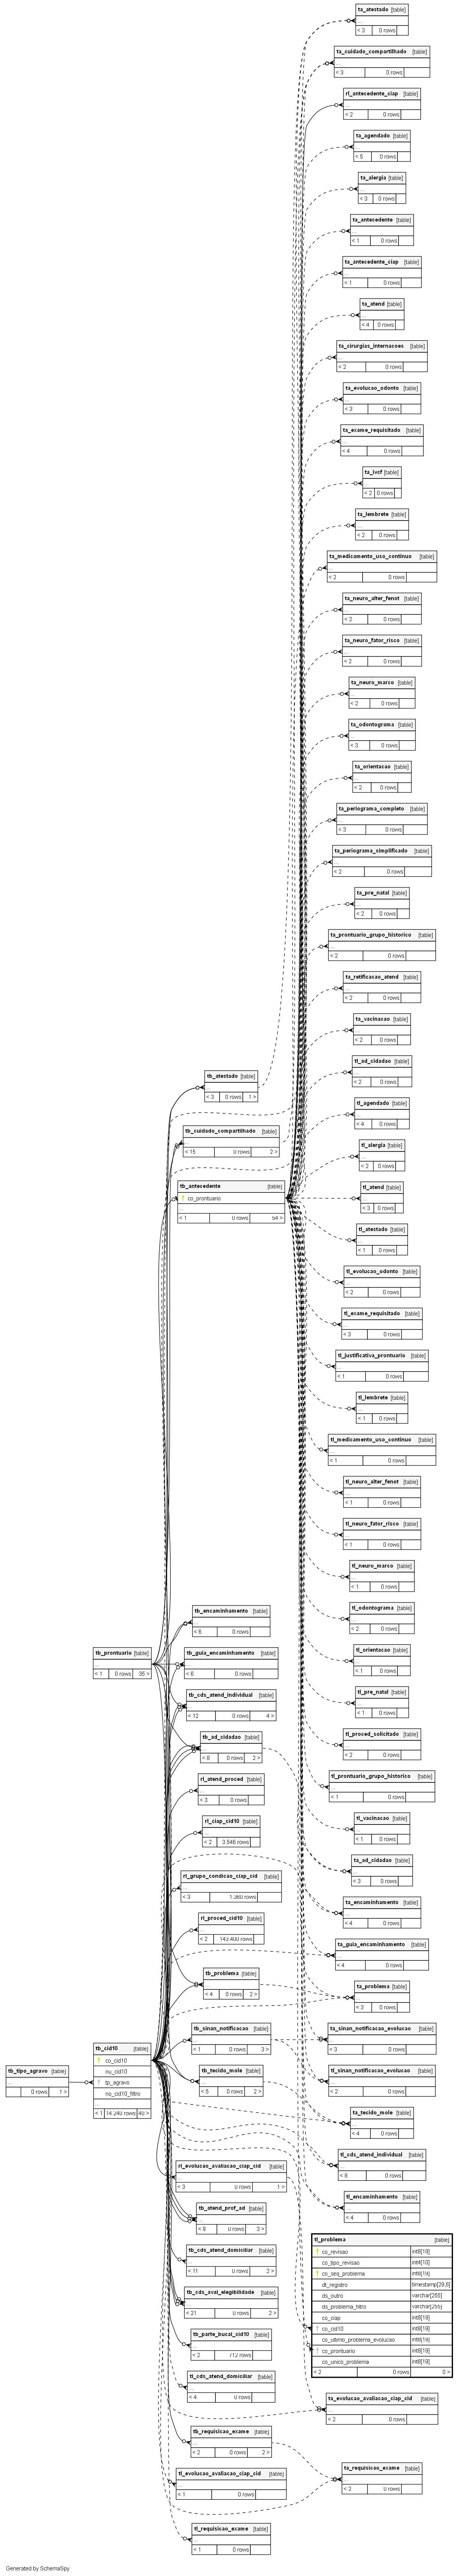 ta_atestado [table]
...
< 3 0 rows
ta_cuidado_compartilhado [table]
...
< 3 0 rows
rl_antecedente_ciap [table]
...
< 2 0 rows
ta_agendado [table]
...
< 5 0 rows
ta_alergia [table]
...
< 3 0 rows
ta_antecedente [table]
...
< 1 0 rows
ta_antecedente_ciap [table]
...
< 1 0 rows
ta_atend [table]
...
< 4 0 rows
ta_cirurgias_internacoes [table]
...
< 2 0 rows
ta_evolucao_odonto [table]
...
< 3 0 rows
ta_exame_requisitado [table]
...
< 4 0 rows
ta_ivcf [table]
...
< 2 0 rows
ta_lembrete [table]
...
< 2 0 rows
ta_medicamento_uso_continuo [table]
...
< 2 0 rows
ta_neuro_alter_fenot [table]
...
< 2 0 rows
ta_neuro_fator_risco [table]
...
< 2 0 rows
ta_neuro_marco [table]
...
< 2 0 rows
ta_odontograma [table]
...
< 3 0 rows
ta_orientacao [table]
...
< 2 0 rows
ta_periograma_completo [table]
...
< 3 0 rows
ta_periograma_simplificado [table]
...
< 2 0 rows
ta_pre_natal [table]
...
< 2 0 rows
ta_prontuario_grupo_historico [table]
...
< 2 0 rows
ta_retificacao_atend [table]
...
< 2 0 rows
ta_vacinacao [table]
...
< 2 0 rows
tl_ad_cidadao [table]
...
< 2 0 rows
tb_atestado [table]
...
< 3 0 rows 1 >
tl_agendado [table]
...
< 4 0 rows
tb_cuidado_compartilhado [table]
...
< 15 0 rows 2 >
tl_alergia [table]
...
< 2 0 rows
tb_antecedente [table]
co_prontuario
...
< 1 0 rows 54 >
tl_atend [table]
...
< 3 0 rows
tl_atestado [table]
...
< 1 0 rows
tl_evolucao_odonto [table]
...
< 2 0 rows
tl_exame_requisitado [table]
...
< 3 0 rows
tl_justificativa_prontuario [table]
...
< 1 0 rows
tl_lembrete [table]
...
< 1 0 rows
tl_medicamento_uso_continuo [table]
...
< 1 0 rows
tl_neuro_alter_fenot [table]
...
< 1 0 rows
tl_neuro_fator_risco [table]
...
< 1 0 rows
tl_neuro_marco [table]
...
< 1 0 rows
tl_odontograma [table]
...
< 2 0 rows
tb_encaminhamento [table]
...
< 6 0 rows
tb_prontuario [table]
...
< 1 0 rows 35 >
tb_guia_encaminhamento [table]
...
< 6 0 rows
tl_orientacao [table]
...
< 1 0 rows
tb_cds_atend_individual [table]
...
< 12 0 rows 4 >
tl_pre_natal [table]
...
< 1 0 rows
tb_ad_cidadao [table]
...
< 8 0 rows 2 >
tl_proced_solicitado [table]
...
< 2 0 rows
rl_atend_proced [table]
...
< 3 0 rows
tl_prontuario_grupo_historico [table]
...
< 1 0 rows
rl_ciap_cid10 [table]
...
< 2 3.546 rows
tl_vacinacao [table]
...
< 1 0 rows
rl_grupo_condicao_ciap_cid [table]
...
< 3 1.380 rows
ta_ad_cidadao [table]
...
< 3 0 rows
rl_proced_cid10 [table]
...
< 2 143.400 rows
ta_encaminhamento [table]
...
< 4 0 rows
ta_guia_encaminhamento [table]
...
< 4 0 rows
tb_problema [table]
...
< 4 0 rows 2 >
ta_problema [table]
...
< 3 0 rows
tb_sinan_notificacao [table]
...
< 1 0 rows 3 >
ta_sinan_notificacao_evolucao [table]
...
< 3 0 rows
tb_tipo_agravo [table]
...
0 rows 1 >
tb_cid10 [table]
co_cid10
nu_cid10
tp_agravo
no_cid10_filtro
...
< 1 14.240 rows 40 >
tb_tecido_mole [table]
...
< 5 0 rows 2 >
tl_sinan_notificacao_evolucao [table]
...
< 2 0 rows
ta_tecido_mole [table]
...
< 4 0 rows
rl_evolucao_avaliacao_ciap_cid [table]
...
< 3 0 rows 1 >
tl_cds_atend_individual [table]
...
< 8 0 rows
tb_atend_prof_ad [table]
...
< 9 0 rows 3 >
tl_encaminhamento [table]
...
< 4 0 rows
tb_cds_atend_domiciliar [table]
...
< 11 0 rows 2 >
tl_problema [table]
co_revisao int8[19]
co_tipo_revisao int4[10]
co_seq_problema int8[19]
dt_registro timestamp[29,6]
ds_outro varchar[255]
ds_problema_filtro varchar[255]
co_ciap int8[19]
co_cid10 int8[19]
co_ultimo_problema_evolucao int8[19]
co_prontuario int8[19]
co_unico_problema int8[19]
< 2 0 rows 0 >
tb_cds_aval_elegibilidade [table]
...
< 21 0 rows 2 >
tb_parte_bucal_cid10 [table]
...
< 2 712 rows
tl_cds_atend_domiciliar [table]
...
< 4 0 rows
ta_evolucao_avaliacao_ciap_cid [table]
...
< 2 0 rows
tb_requisicao_exame [table]
...
< 2 0 rows 2 >
ta_requisicao_exame [table]
...
< 2 0 rows
tl_evolucao_avaliacao_ciap_cid [table]
...
< 1 0 rows
tl_requisicao_exame [table]
...
< 1 0 rows
Generated by SchemaSpy